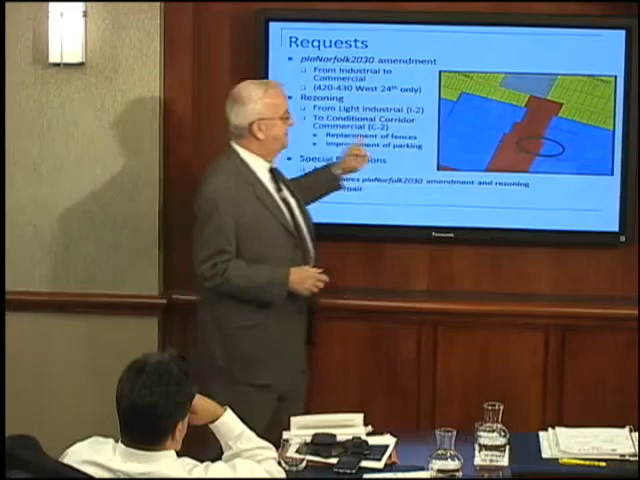 Requests
plaNorfolk2030 amendment
From Industrial to
Commercial
(420-430 West 24th only)
Rezoning
From Light Industrial (I-2)
To Conditional Corridor
Commercial (C-2)
Replacement of fences
Improvement of parking
Special
plaNorfolk2030 amendment and rezoning
Panasonic